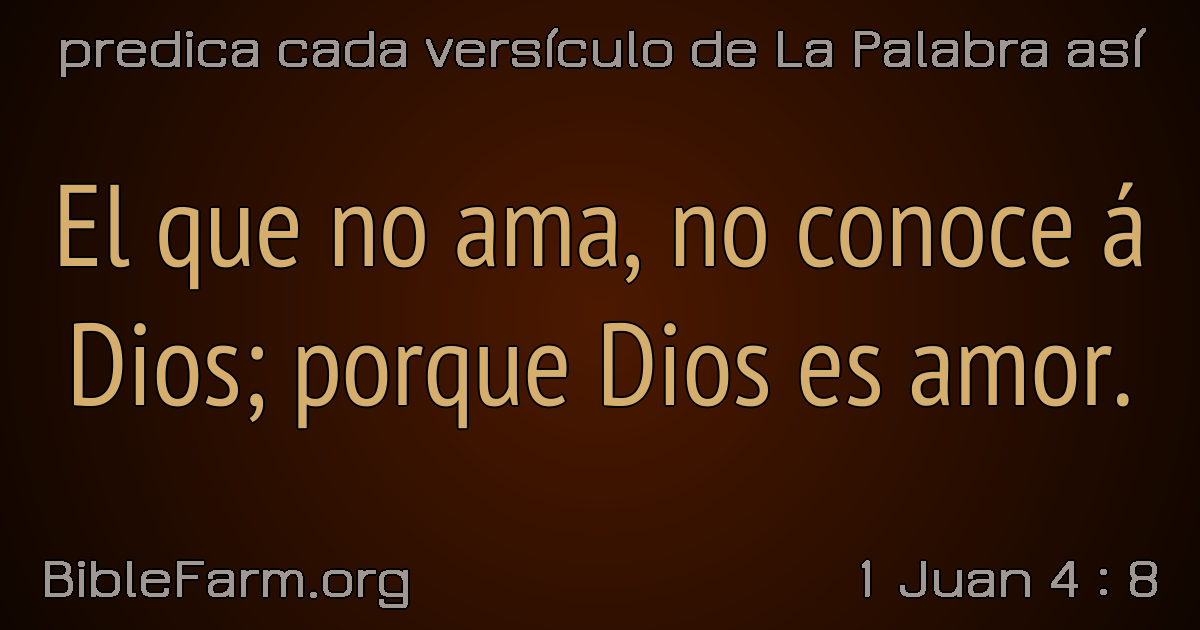 predica cada versículo de La Palabra así
El que no ama, no conoce á
Dios; porque Dios es amor.
BibleFarm.org
1 Juan 4 : 8